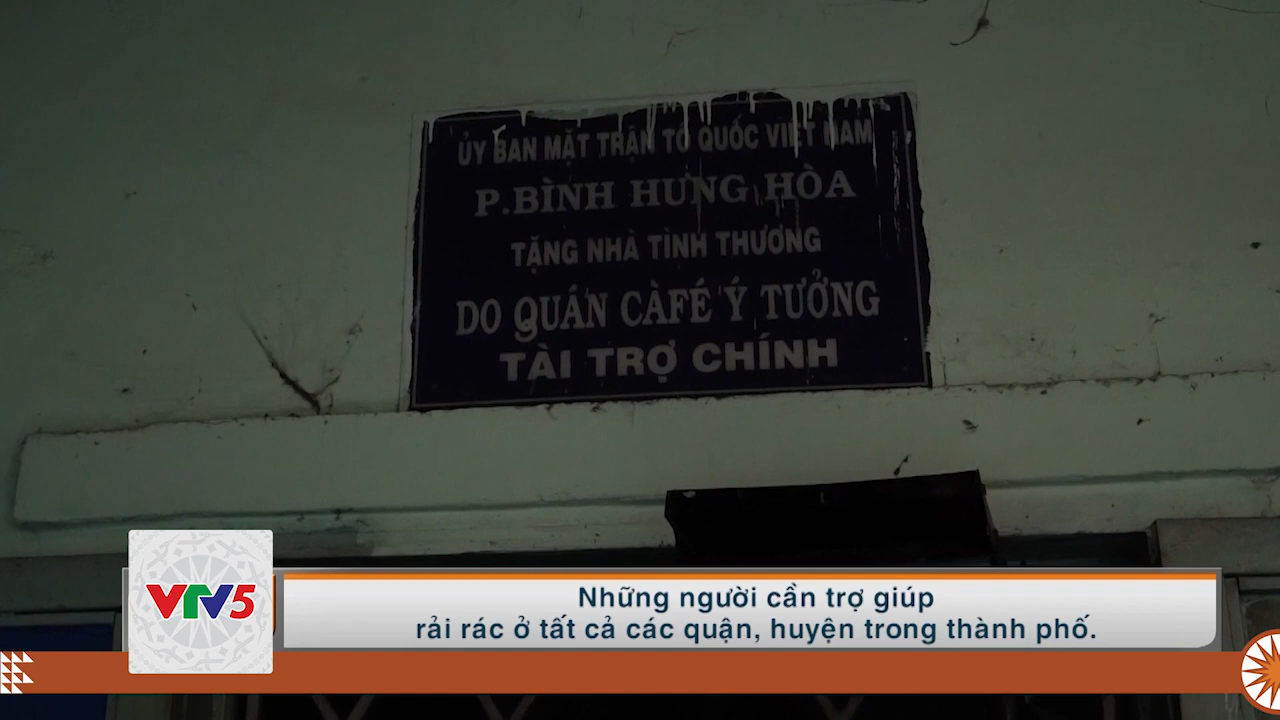 ỦY BAN MẶT TRẬN TỔ QUỐC VIỆT NAM
P.BÌNH HƯNG HÒA
TẶNG NHÀ TÌNH THƯƠNG
DO QUÁN CÀFÉ Ý TƯỞNG
TÀI TRỢ CHÍNH
VTV5
Những người cần trợ giúp
rải rác ở tất cả các quận, huyện trong thành phố.